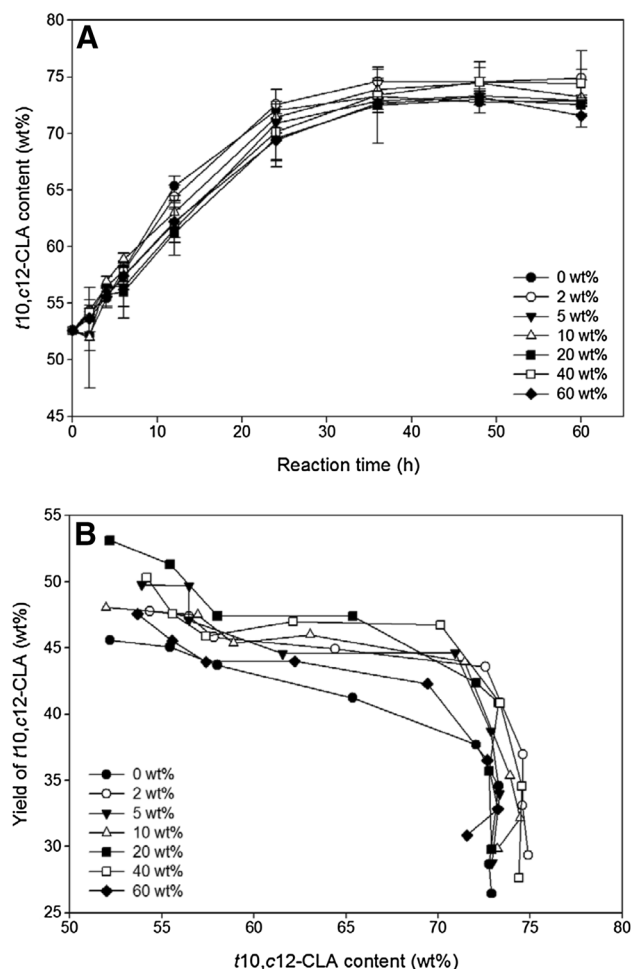 A
80
75
70
65
60
55
50
45
t10,c12-CLA content (wt%)
0 wt%
2 wt%
5 wt%
10 wt%
20 wt%
40 wt%
60 wt%
0 10 20 30 40 50 60
Reaction time (h)
B
55
50
45
40
35
30
25
Yield of t10,c12-CLA (wt%)
0 wt%
2 wt%
5 wt%
10 wt%
20 wt%
40 wt%
60 wt%
50 55 60 65 70 75 80
t10,c12-CLA content (wt%)